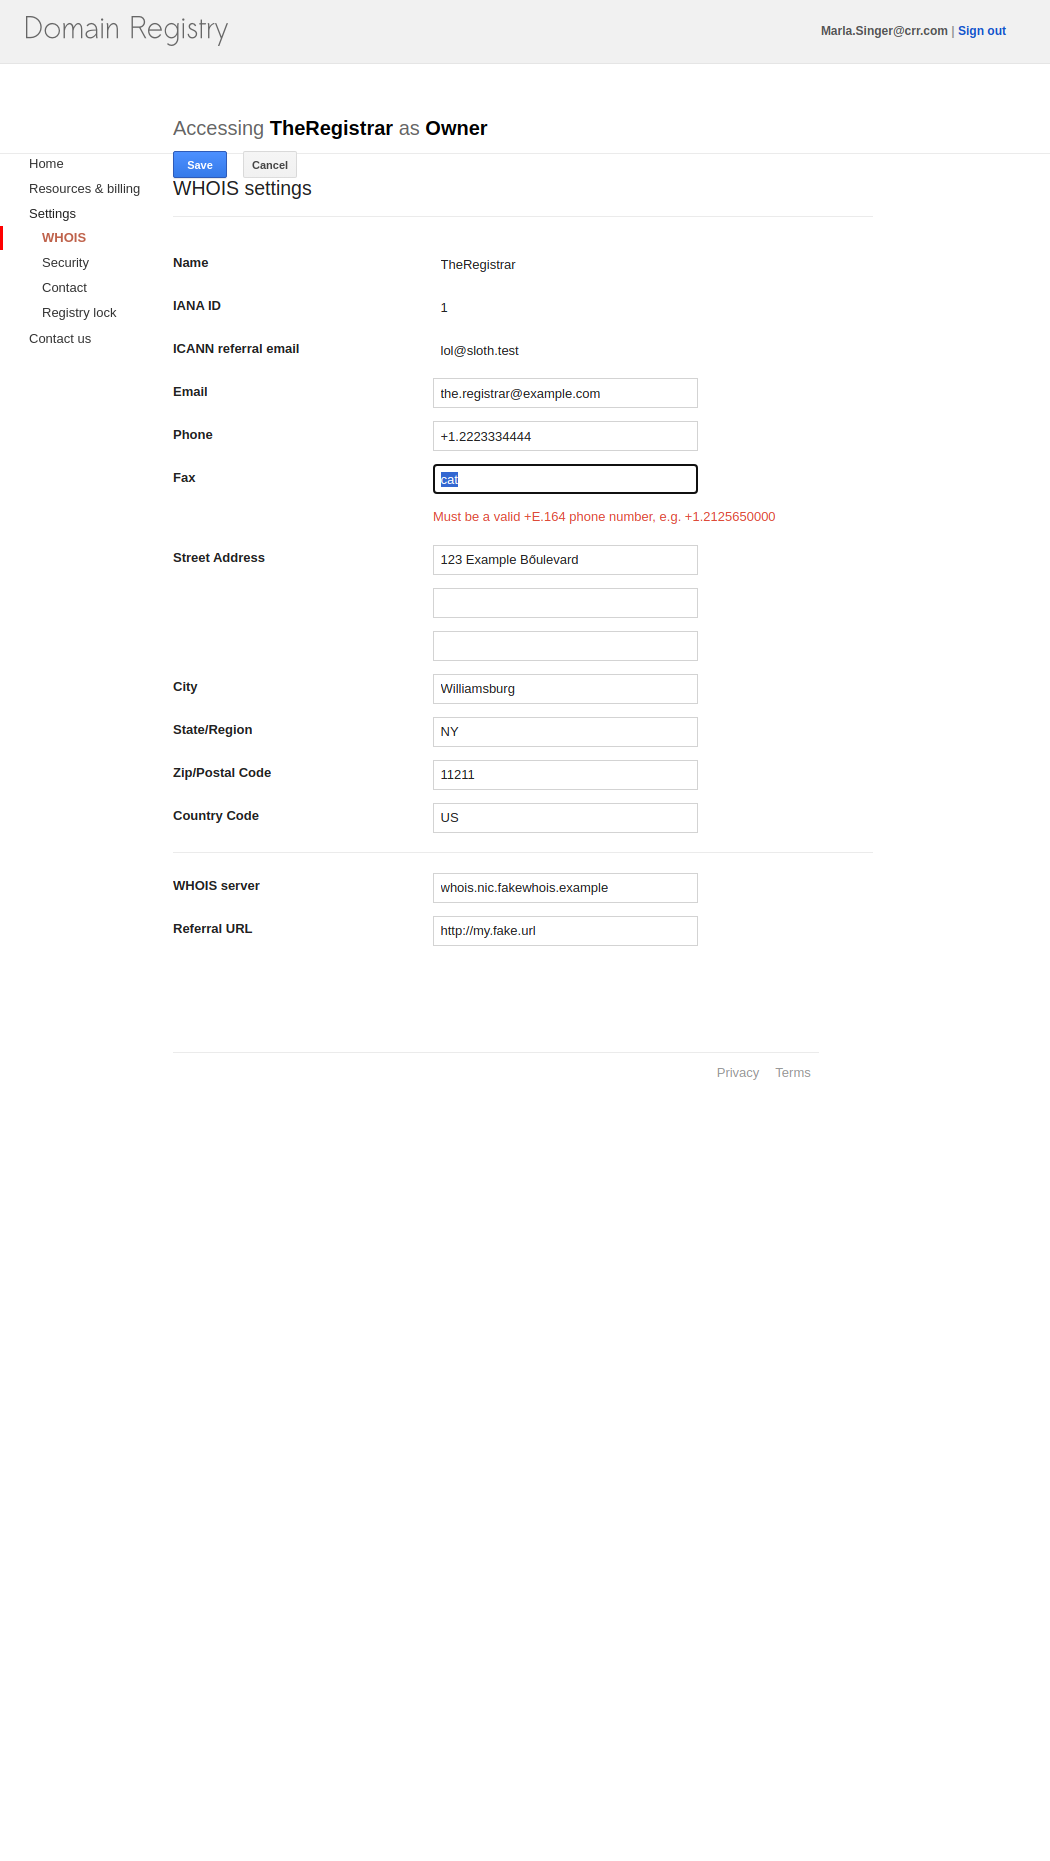 Domain Registry
Marla.Singer@crr.com | Sign out
Accessing TheRegistrar as Owner
Save Cancel
WHOIS settings
Home
Resources & billing
Settings
WHOIS
Security
Contact
Registry lock
Contact us
Name TheRegistrar
IANA ID 1
ICANN referral email lol@sloth.test
Email the.registrar@example.com
Phone +1.2223334444
Fax cat
Must be a valid +E.164 phone number, e.g. +1.2125650000
Street Address 123 Example Bőulevard
City Williamsburg
State/Region NY
Zip/Postal Code 11211
Country Code US
WHOIS server whois.nic.fakewhois.example
Referral URL http://my.fake.url
Privacy Terms